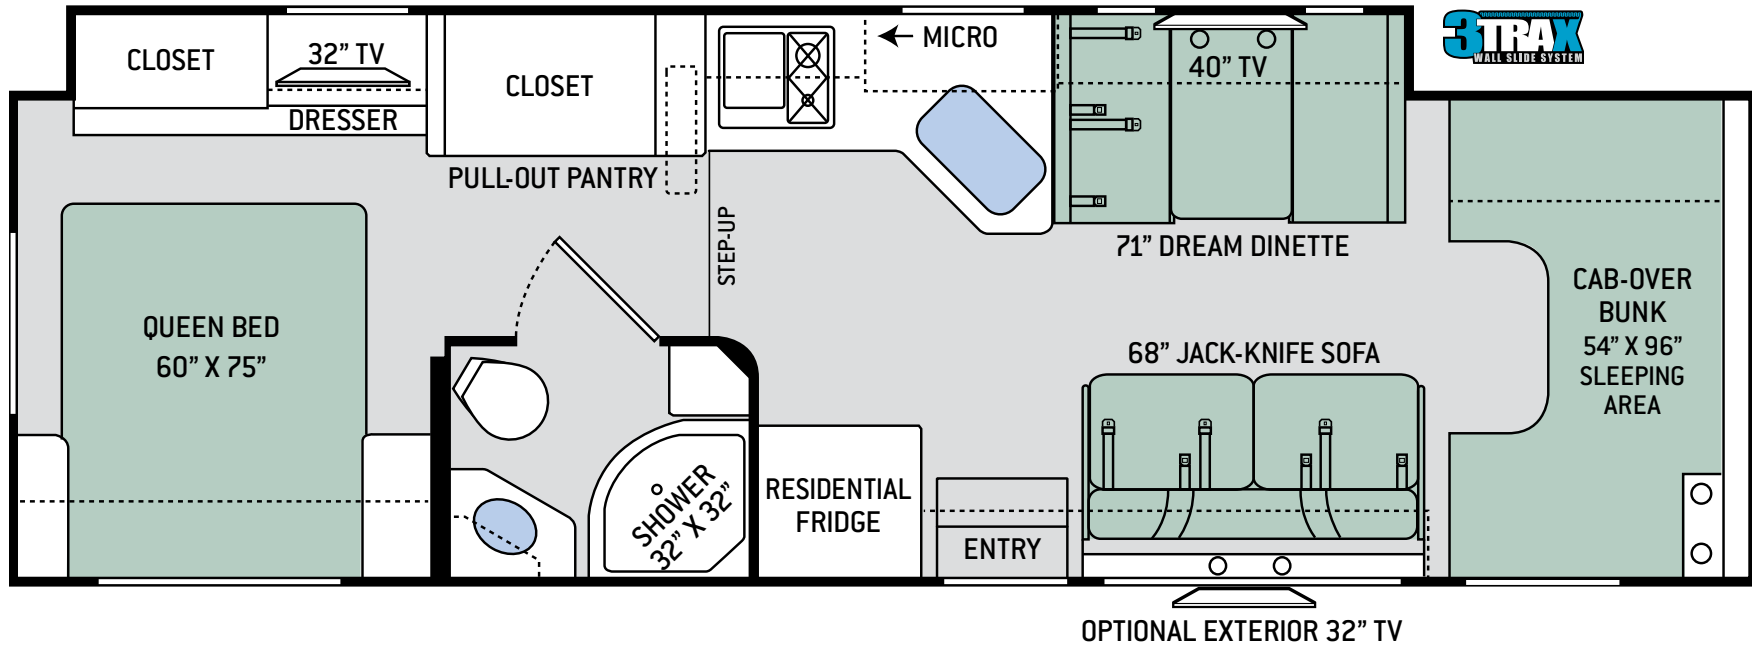 CLOSET
32” TV
DRESSER
CLOSET
PULL-OUT PANTRY
STEP-UP
MICRO
40” TV
71” DREAM DINETTE
3TRAX
WALL SLIDE SYSTEM
QUEEN BED
60” X 75”
SHOWER
32” X 32”
RESIDENTIAL
FRIDGE
ENTRY
68” JACK-KNIFE SOFA
CAB-OVER
BUNK
54” X 96”
SLEEPING
AREA
OPTIONAL EXTERIOR 32” TV